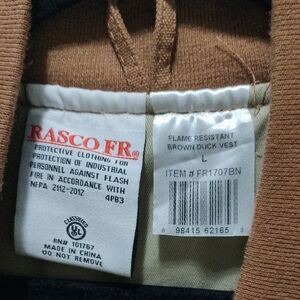 RASCO FR
PROTECTIVE CLOTHING FOR
PROTECTION OF INDUSTRIAL
PERSONNEL AGAINST FLASH
FIRE IN ACCORDANCE WITH
NFPA 2112-2012
4PB3
CLASSIFIED
UL
BN# 101767
MADE IN CHINA
DO NOT REMOVE
FLAME RESISTANT
BROWN DUCK VEST
L
ITEM # FR1707BN
98415 62165